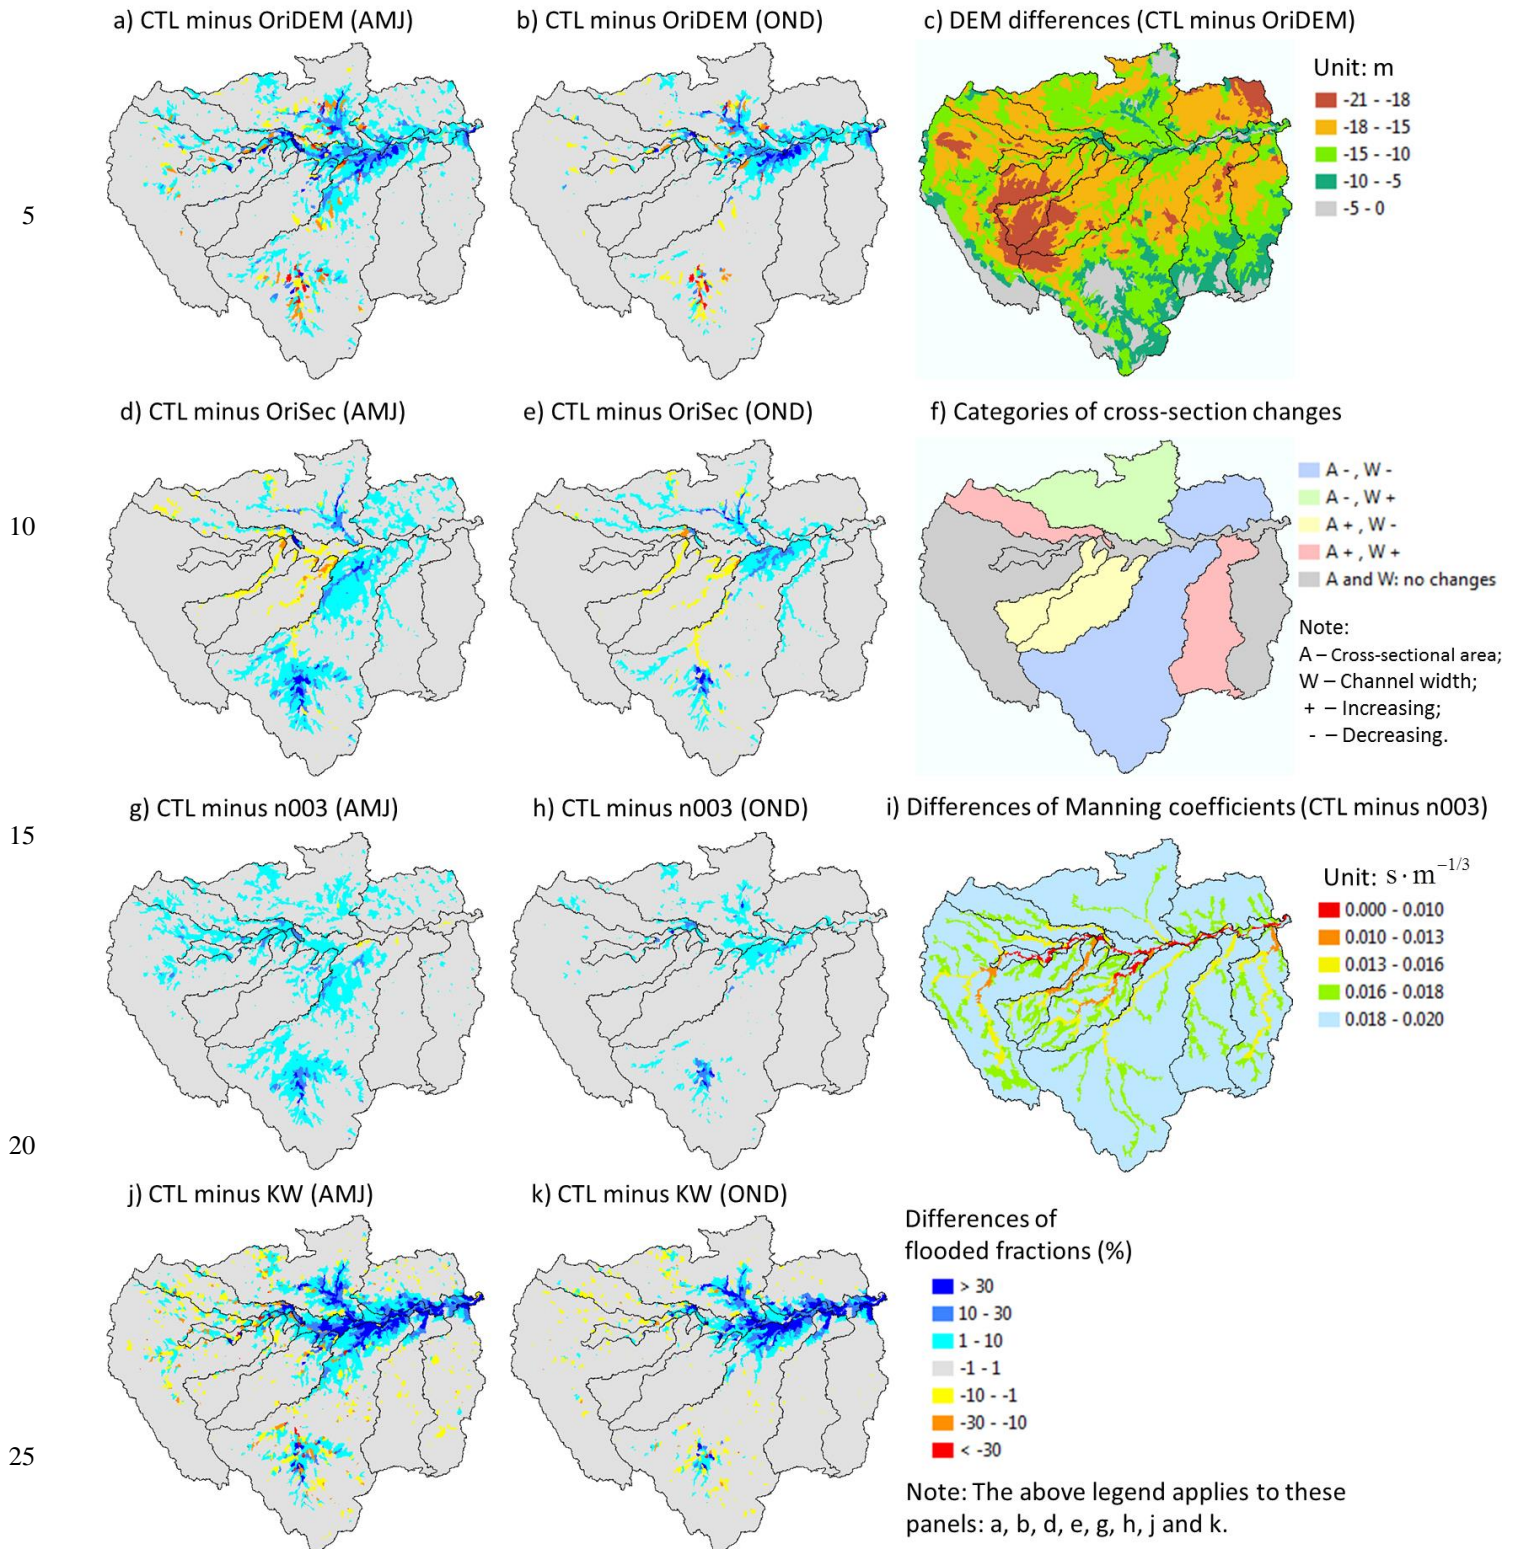 a) CTL minus OriDEM (AMJ)
b) CTL minus OriDEM (OND)
c) DEM differences (CTL minus OriDEM)
Unit: m
-21 - -18
-18 - -15
-15 - -10
-10 - -5
-5 - 0
5
d) CTL minus OriSec (AMJ)
e) CTL minus OriSec (OND)
f) Categories of cross-section changes
A - , W -
A - , W +
A + , W -
A + , W +
A and W: no changes
Note:
A – Cross-sectional area;
W – Channel width;
+ – Increasing;
- – Decreasing.
10
g) CTL minus n003 (AMJ)
h) CTL minus n003 (OND)
i) Differences of Manning coefficients (CTL minus n003)
15
Unit: s · m⁻¹/³
0.000 - 0.010
0.010 - 0.013
0.013 - 0.016
0.016 - 0.018
0.018 - 0.020
20
j) CTL minus KW (AMJ)
k) CTL minus KW (OND)
Differences of
flooded fractions (%)
> 30
10 - 30
1 - 10
-1 - 1
-10 - -1
-30 - -10
< -30
25
Note: The above legend applies to these
panels: a, b, d, e, g, h, j and k.